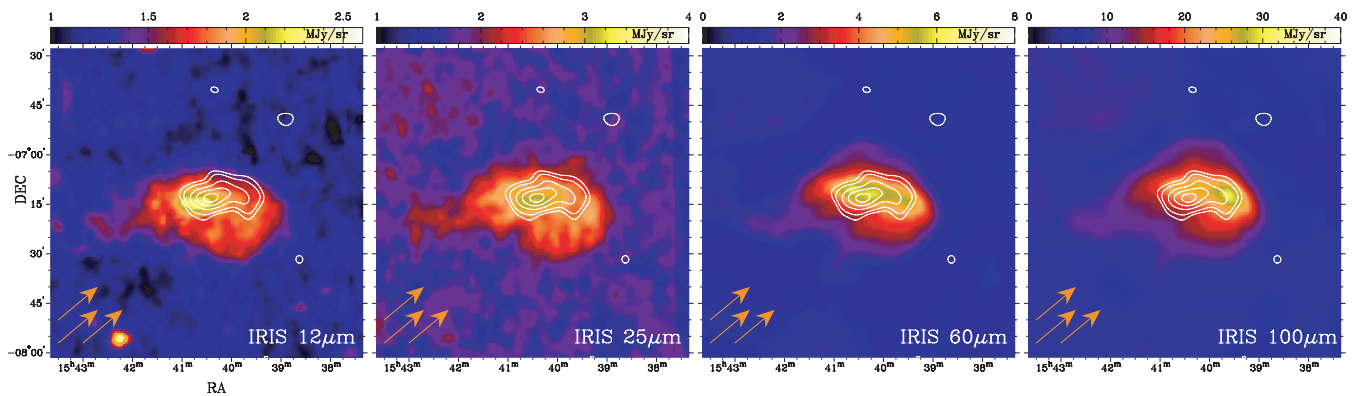 1 1.5 2 2.5 1 2 3 4 0 2 4 6 8 0 10 20 30 40
MJy/sr MJy/sr MJy/sr MJy/sr
30'
45'
−07°00'
15'
30'
45'
−08°00'
DEC
IRIS 12μm IRIS 25μm IRIS 60μm IRIS 100μm
15ʰ43ᵐ 42ᵐ 41ᵐ 40ᵐ 39ᵐ 38ᵐ 15ʰ43ᵐ 42ᵐ 41ᵐ 40ᵐ 39ᵐ 38ᵐ 15ʰ43ᵐ 42ᵐ 41ᵐ 40ᵐ 39ᵐ 38ᵐ 15ʰ43ᵐ 42ᵐ 41ᵐ 40ᵐ 39ᵐ 38ᵐ
RA